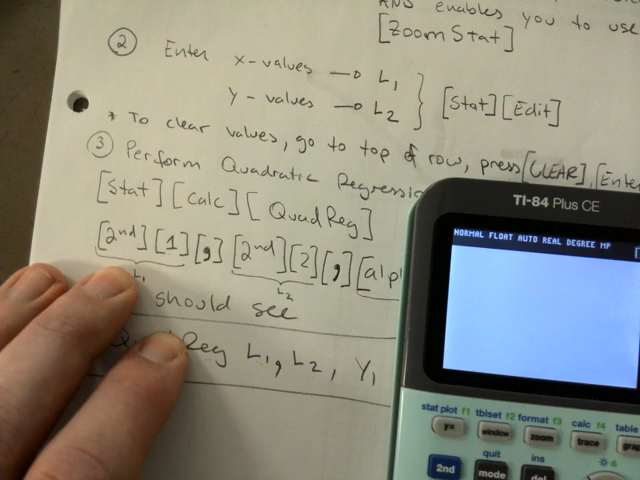 AND enables you to use
[ZoomStat]
② Enter x-values → L1
y-values → L2 } [Stat][Edit]
* To clear values, go to top of row, press [CLEAR], [Enter
③ Perform Quadratic Regression
[Stat][Calc][QuadReg]
[2nd][1][,][2nd][2][,][alp
L1 L2
should see
QuadReg L1, L2, Y1
TI-84 Plus CE
NORMAL FLOAT AUTO REAL DEGREE MP
stat plot f1 tblset f2 format f3 calc f4 table
y= window zoom trace grap
quit ins
2nd mode del